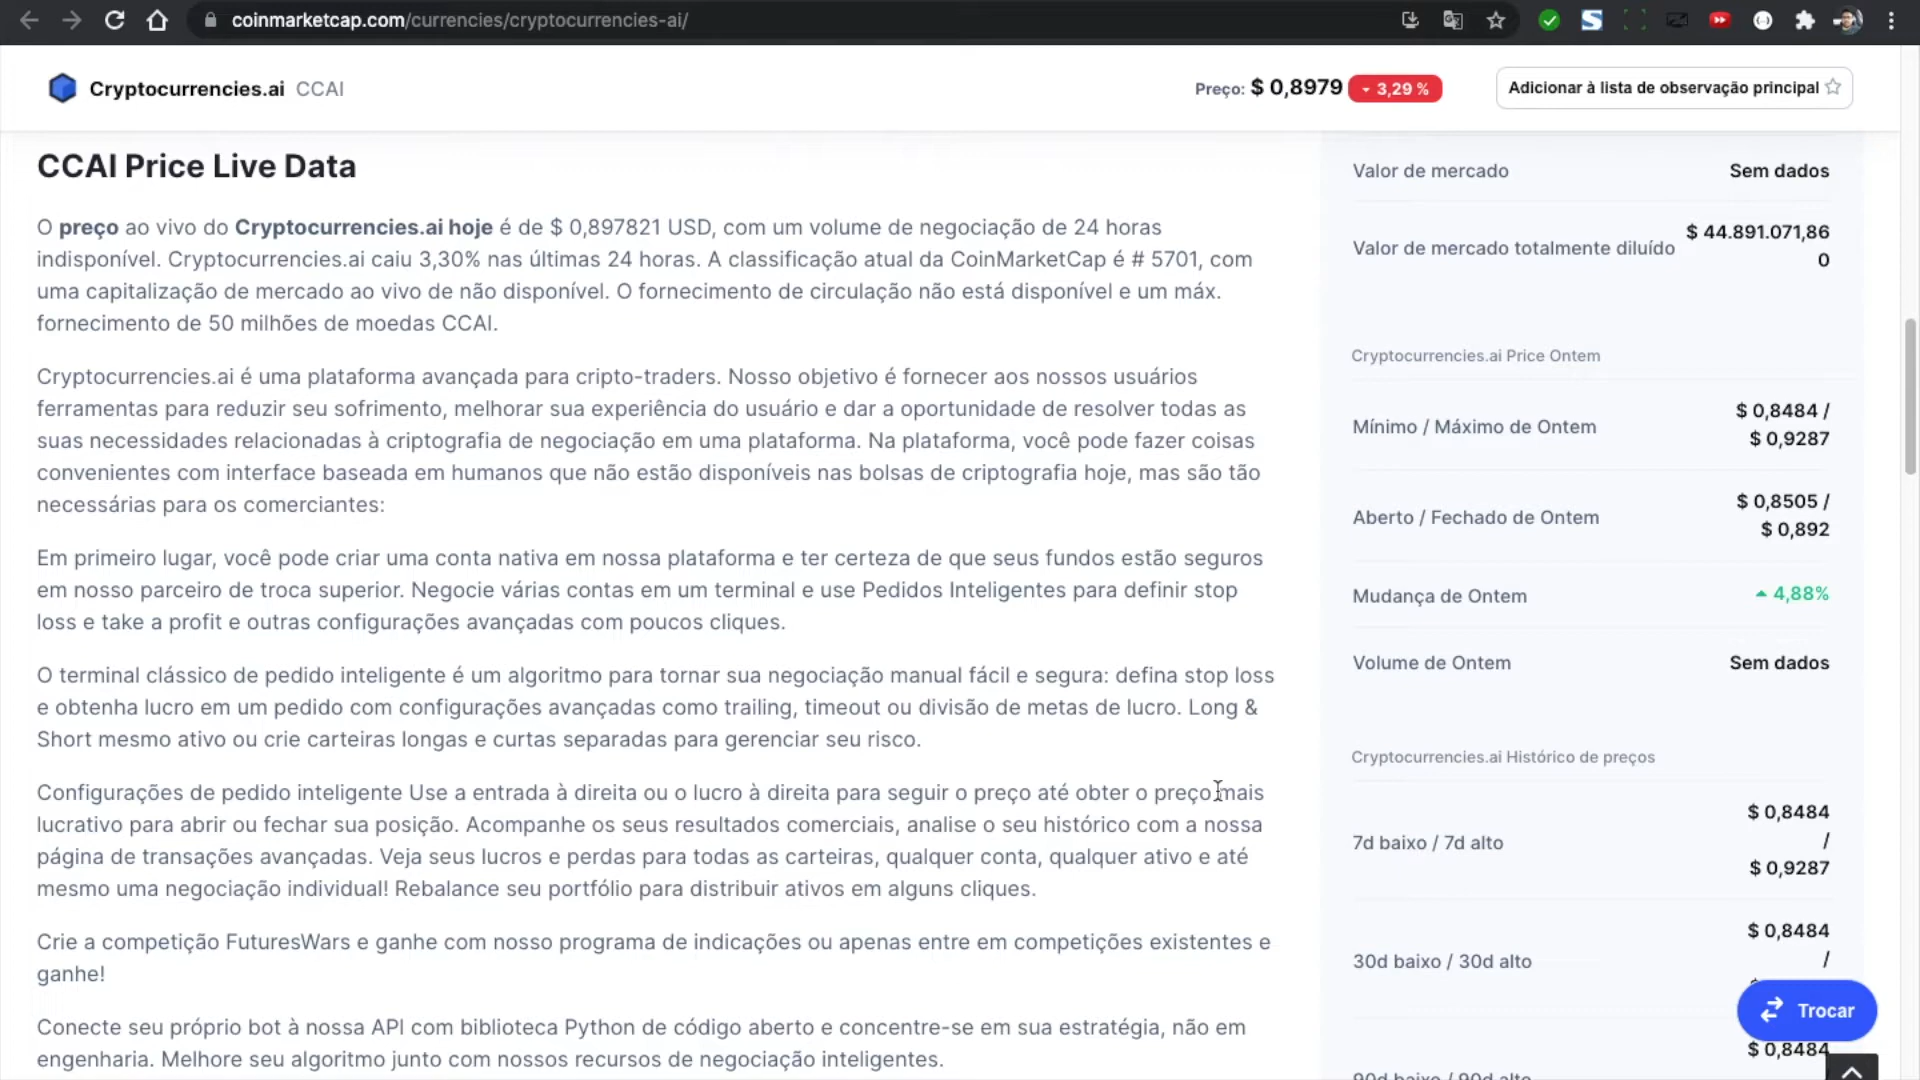 coinmarketcap.com/currencies/cryptocurrencies-ai/
Cryptocurrencies.ai CCAI
Preço: $ 0,8979 3,29 %
Adicionar à lista de observação principal
CCAI Price Live Data
O preço ao vivo do Cryptocurrencies.ai hoje é de $ 0,897821 USD, com um volume de negociação de 24 horas
indisponível. Cryptocurrencies.ai caiu 3,30% nas últimas 24 horas. A classificação atual da CoinMarketCap é # 5701, com
uma capitalização de mercado ao vivo de não disponível. O fornecimento de circulação não está disponível e um máx.
fornecimento de 50 milhões de moedas CCAI.
Cryptocurrencies.ai é uma plataforma avançada para cripto-traders. Nosso objetivo é fornecer aos nossos usuários
ferramentas para reduzir seu sofrimento, melhorar sua experiência do usuário e dar a oportunidade de resolver todas as
suas necessidades relacionadas à criptografia de negociação em uma plataforma. Na plataforma, você pode fazer coisas
convenientes com interface baseada em humanos que não estão disponíveis nas bolsas de criptografia hoje, mas são tão
necessárias para os comerciantes:
Em primeiro lugar, você pode criar uma conta nativa em nossa plataforma e ter certeza de que seus fundos estão seguros
em nosso parceiro de troca superior. Negocie várias contas em um terminal e use Pedidos Inteligentes para definir stop
loss e take a profit e outras configurações avançadas com poucos cliques.
O terminal clássico de pedido inteligente é um algoritmo para tornar sua negociação manual fácil e segura: defina stop loss
e obtenha lucro em um pedido com configurações avançadas como trailing, timeout ou divisão de metas de lucro. Long &
Short mesmo ativo ou crie carteiras longas e curtas separadas para gerenciar seu risco.
Configurações de pedido inteligente Use a entrada à direita ou o lucro à direita para seguir o preço até obter o preço mais
lucrativo para abrir ou fechar sua posição. Acompanhe os seus resultados comerciais, analise o seu histórico com a nossa
página de transações avançadas. Veja seus lucros e perdas para todas as carteiras, qualquer conta, qualquer ativo e até
mesmo uma negociação individual! Rebalance seu portfólio para distribuir ativos em alguns cliques.
Crie a competição FuturesWars e ganhe com nosso programa de indicações ou apenas entre em competições existentes e
ganhe!
Conecte seu próprio bot à nossa API com biblioteca Python de código aberto e concentre-se em sua estratégia, não em
engenharia. Melhore seu algoritmo junto com nossos recursos de negociação inteligentes.
Valor de mercado Sem dados
Valor de mercado totalmente diluído $ 44.891.071,86
0
Cryptocurrencies.ai Price Ontem
Mínimo / Máximo de Ontem $ 0,8484 /
$ 0,9287
Aberto / Fechado de Ontem $ 0,8505 /
$ 0,892
Mudança de Ontem 4,88%
Volume de Ontem Sem dados
Cryptocurrencies.ai Histórico de preços
7d baixo / 7d alto $ 0,8484
/
$ 0,9287
30d baixo / 30d alto $ 0,8484
/
Trocar
$ 0,8484
90d baixo / 90d alto